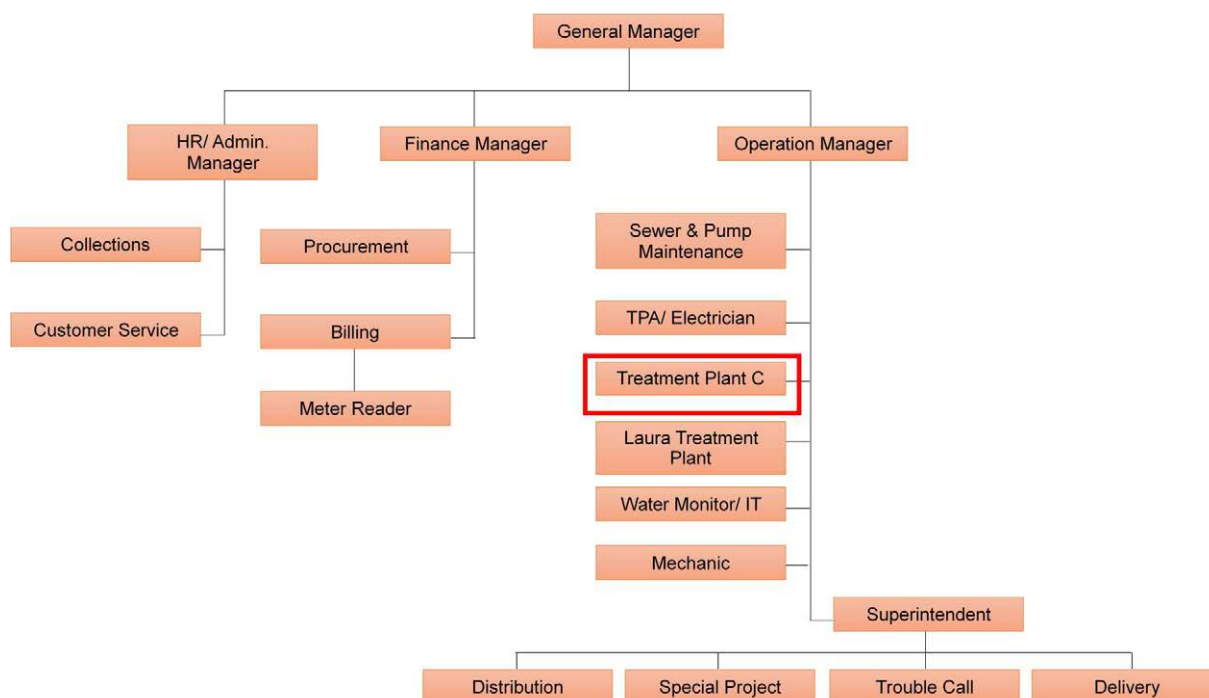 General Manager
HR/ Admin.
Manager
Finance Manager
Operation Manager
Collections
Procurement
Sewer & Pump
Maintenance
Customer Service
Billing
TPA/ Electrician
Meter Reader
Treatment Plant C
Laura Treatment
Plant
Water Monitor/ IT
Mechanic
Superintendent
Distribution
Special Project
Trouble Call
Delivery